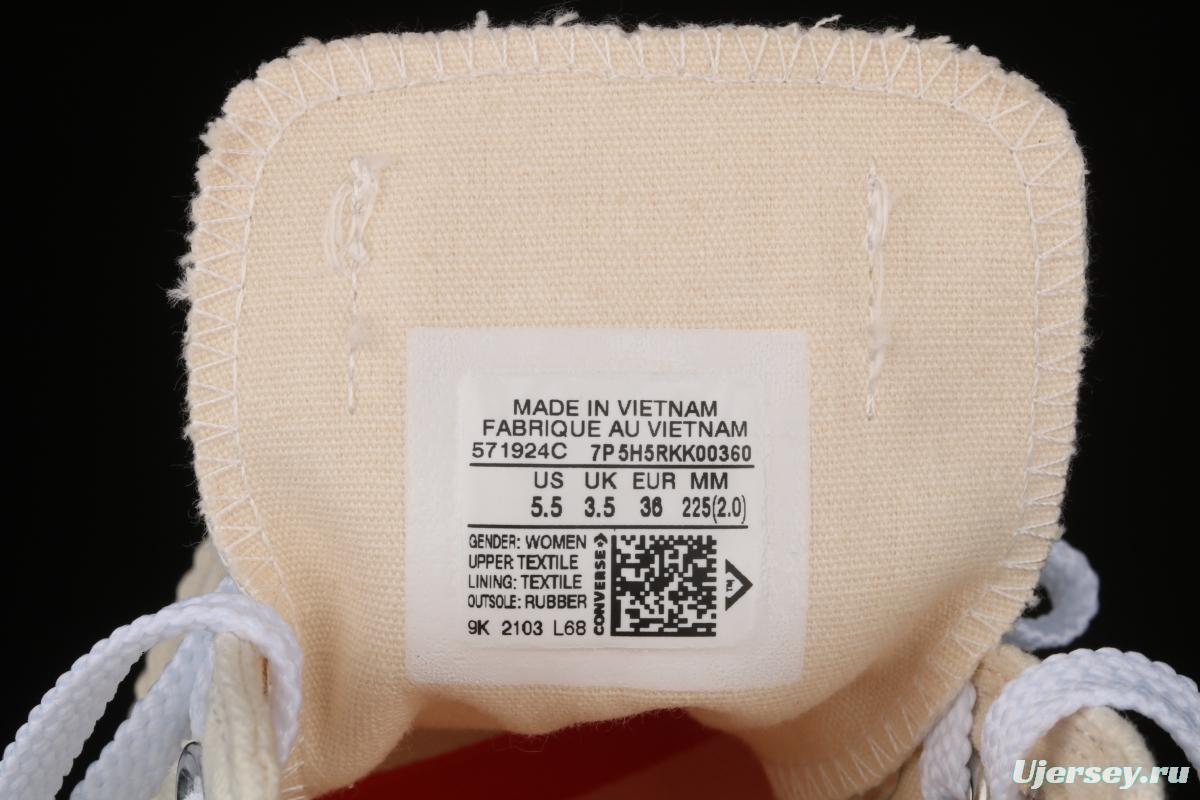 MADE IN VIETNAM
FABRIQUE AU VIETNAM
571924C 7P5H5RKK00360
US UK EUR MM
5.5 3.5 36 225(2.0)
GENDER: WOMEN
UPPER TEXTILE
LINING: TEXTILE
OUTSOLE: RUBBER
9K 2103 L68
CONVERSE
Ujersey.ru